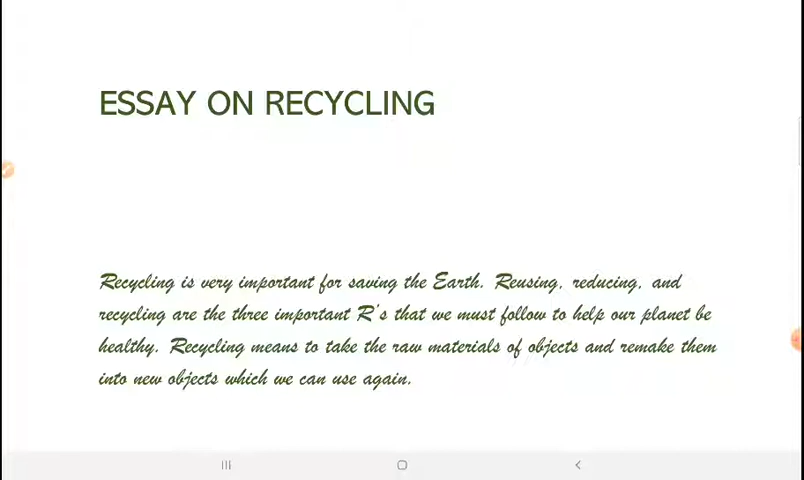 ESSAY ON RECYCLING
Recycling is very important for saving the Earth. Reusing, reducing, and
recycling are the three important R's that we must follow to help our planet be
healthy. Recycling means to take the raw materials of objects and remake them
into new objects which we can use again.